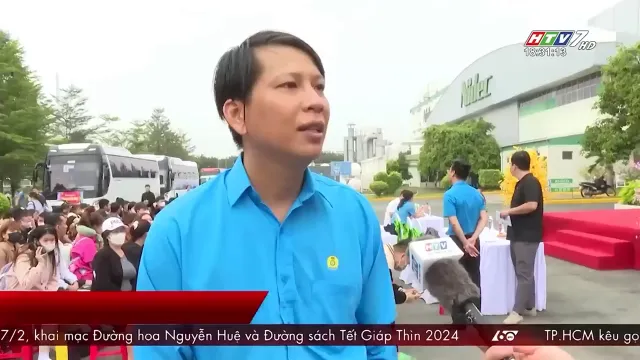 HTV7 HD
18:31:13
Nidec
HTV
7/2, khai mạc Đường hoa Nguyễn Huệ và Đường sách Tết Giáp Thìn 2024
TP.HCM kêu gọ